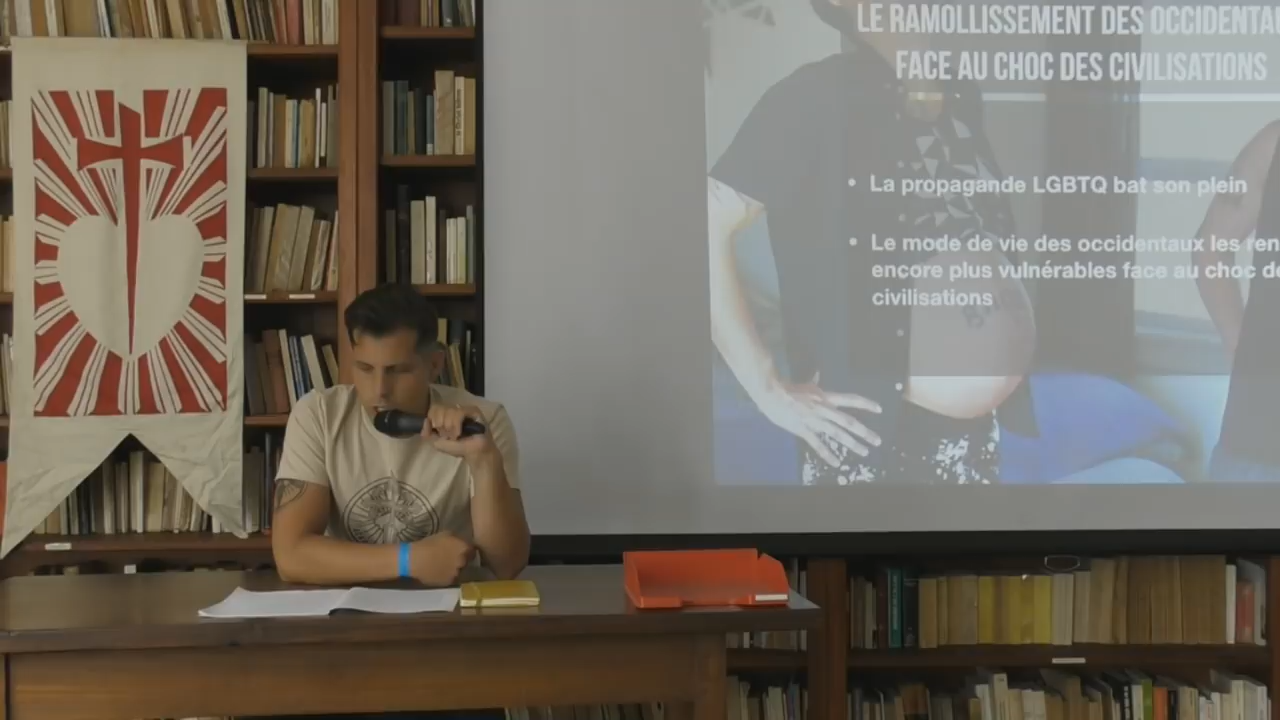 LE RAMOLLISSEMENT DES OCCIDENTA
FACE AU CHOC DES CIVILISATIONS
• La propagande LGBTQ bat son plein
• Le mode de vie des occidentaux les ren
encore plus vulnérables face au choc de
civilisations